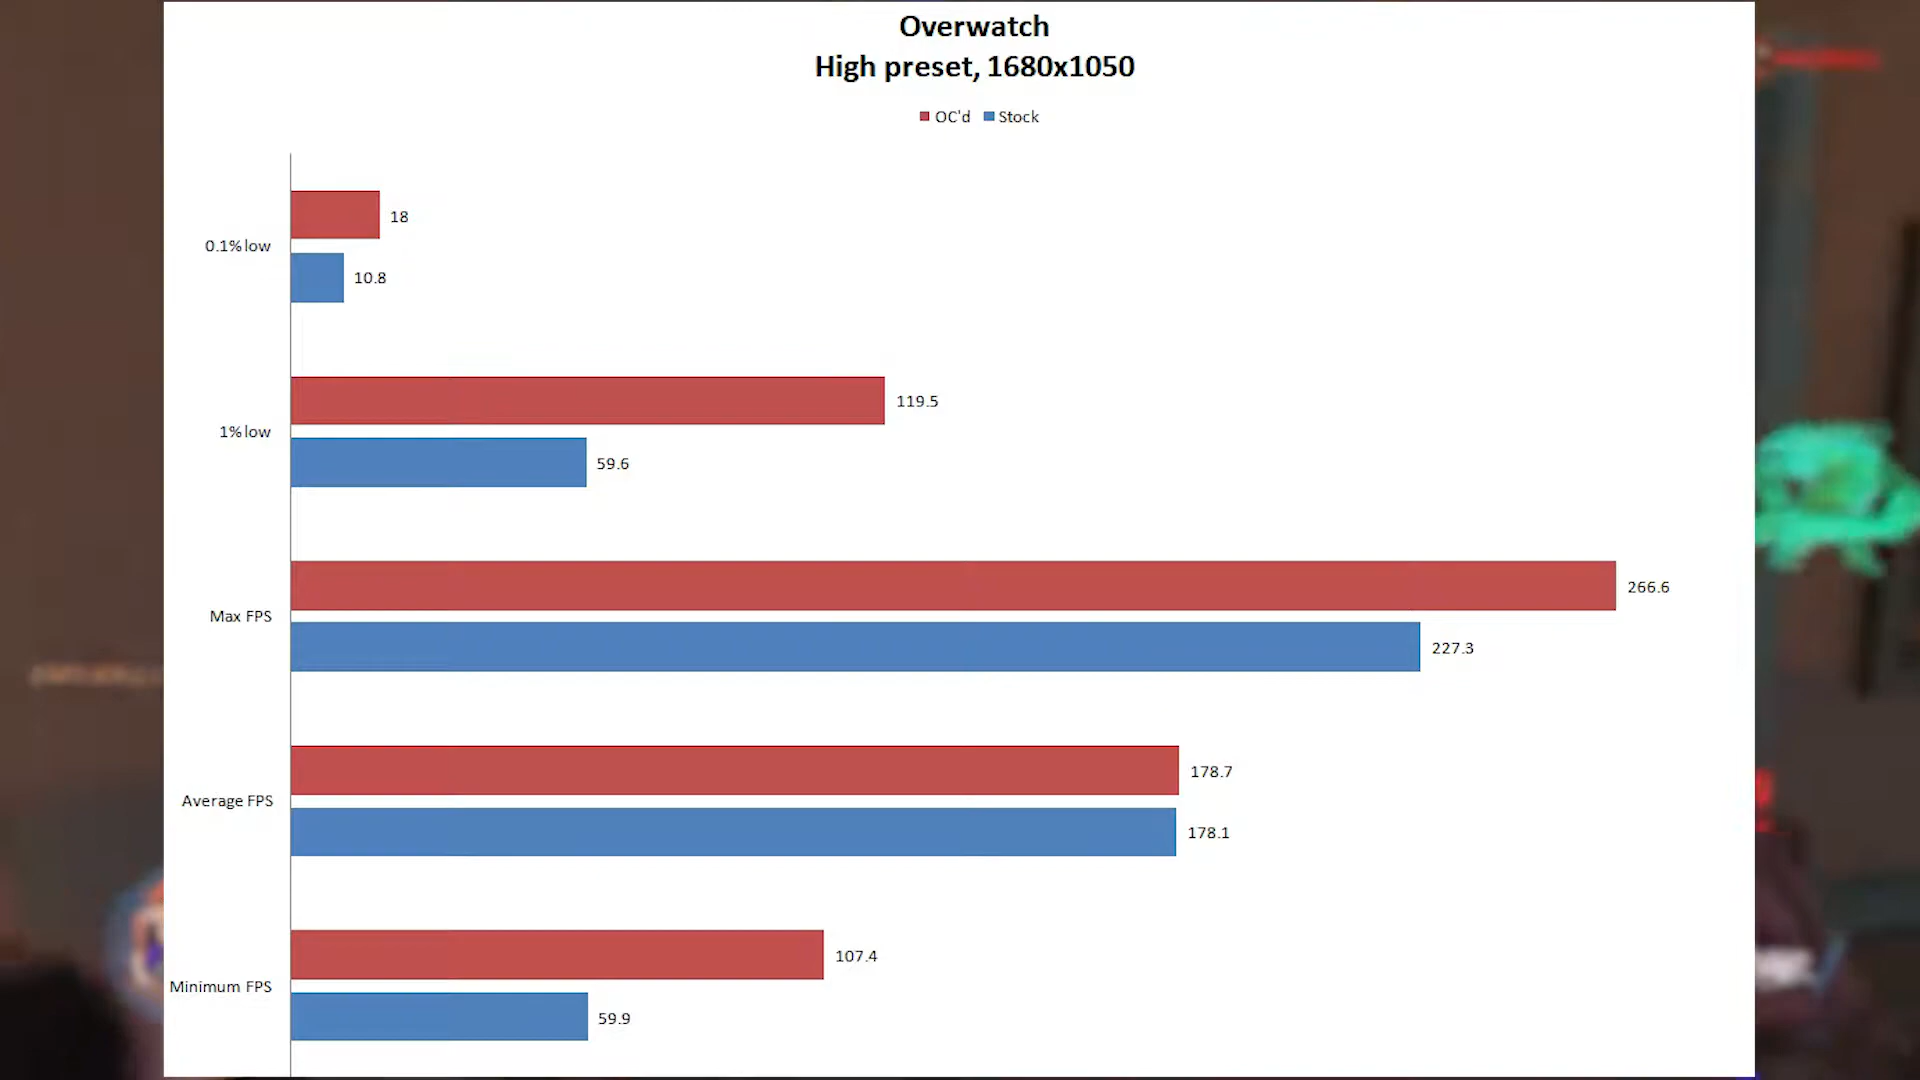 Overwatch
High preset, 1680x1050
OC'd Stock
0.1% low
18
10.8
1% low
119.5
59.6
Max FPS
266.6
227.3
Average FPS
178.7
178.1
Minimum FPS
107.4
59.9